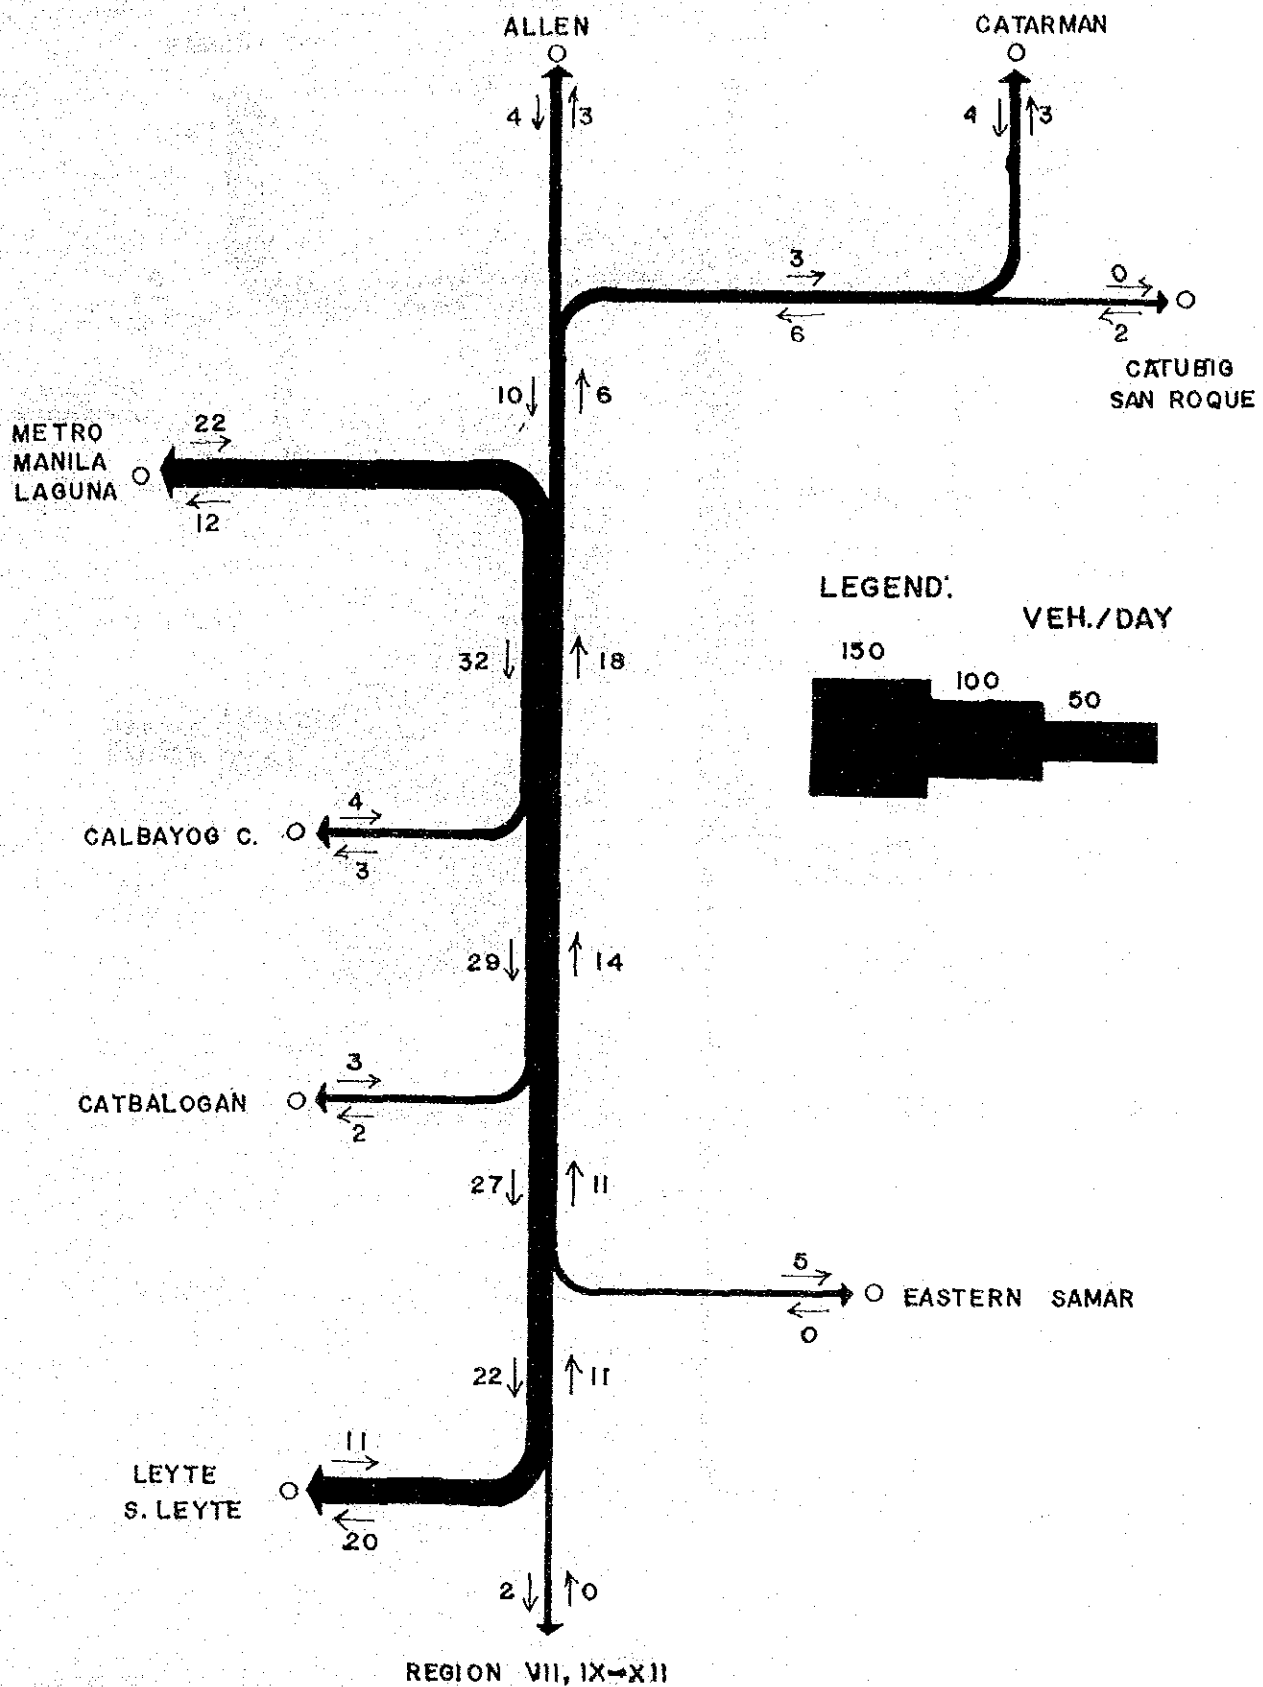 ALLEN
CATARMAN
4 3
4 3
3
6
0
2
CATUBIG
SAN ROQUE
10 6
METRO
MANILA
LAGUNA
22
12
LEGEND:
VEH./DAY
150
100
50
32 18
CALBAYOG C.
4
3
29 14
CATBALOGAN
3
2
27 11
5
0
EASTERN SAMAR
22 11
LEYTE
S. LEYTE
11
20
2 0
REGION VII, IX-XII